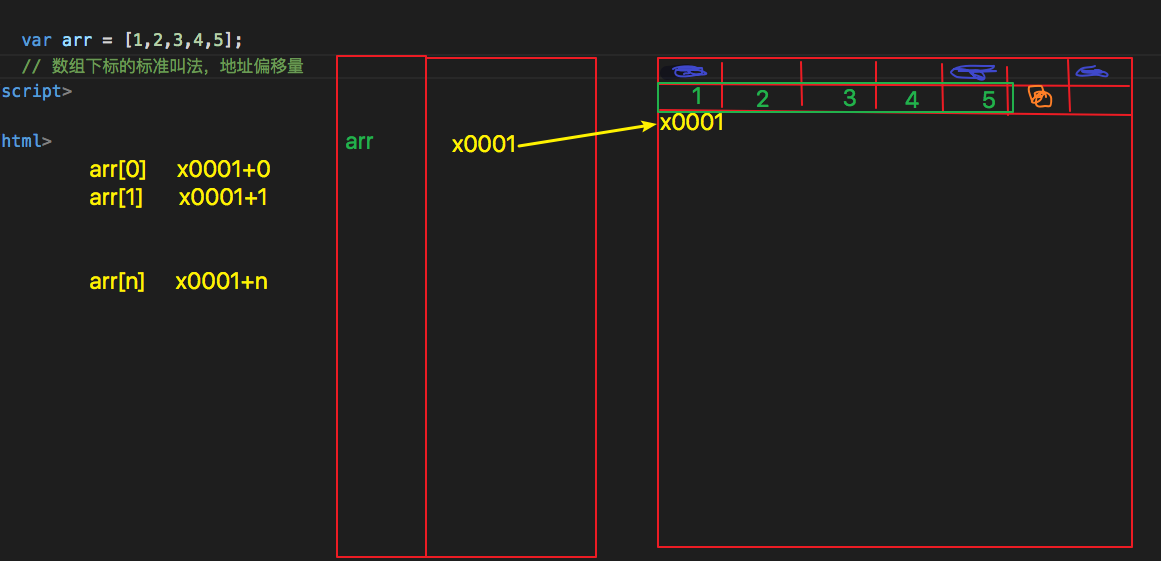 var arr = [1,2,3,4,5];
// 数组下标的标准叫法，地址偏移量
script>
html>
arr[0] x0001+0
arr[1] x0001+1
arr[n] x0001+n
arr
x0001
1 2 3 4 5
x0001